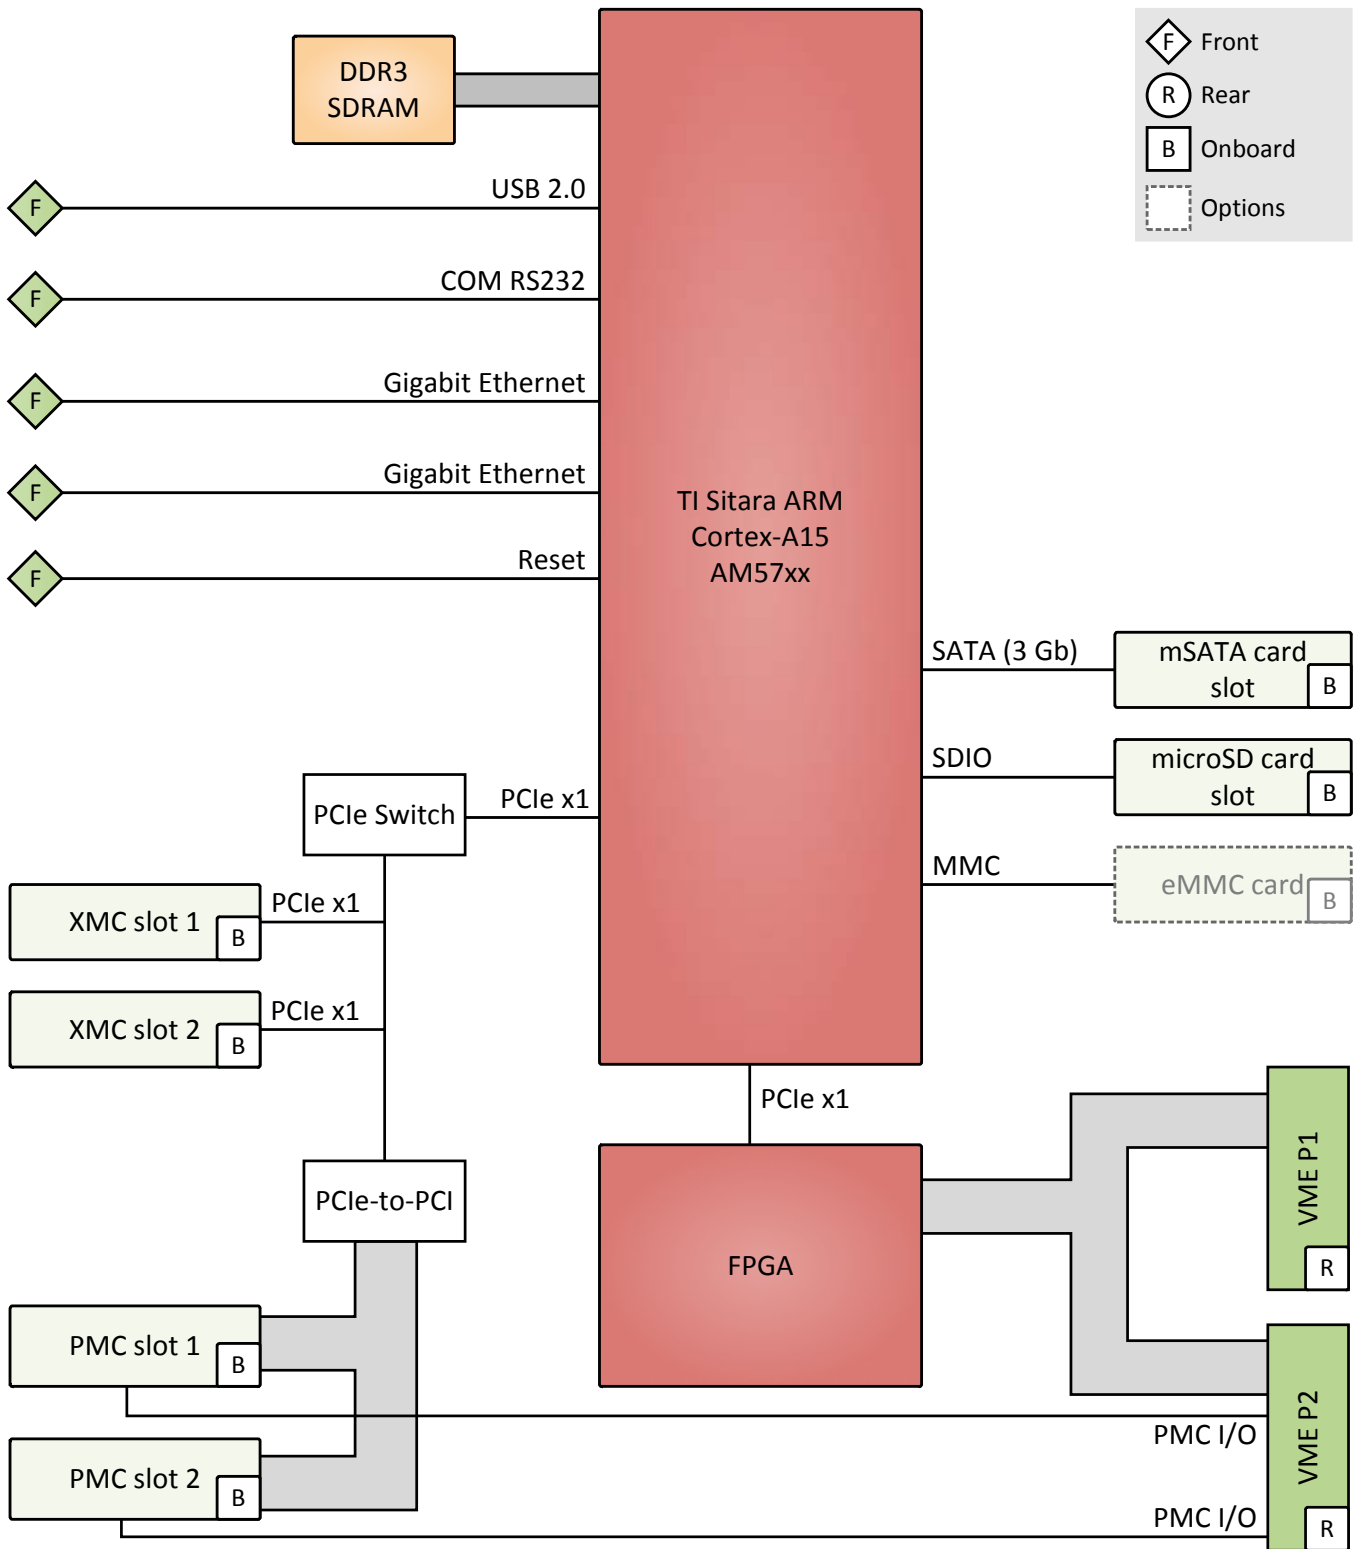 DDR3
SDRAM
F Front
R Rear
B Onboard
Options
USB 2.0
F
COM RS232
F
Gigabit Ethernet
F
Gigabit Ethernet
F
Reset
F
TI Sitara ARM
Cortex-A15
AM57xx
SATA (3 Gb)
mSATA card
slot
B
SDIO
microSD card
slot
B
MMC
eMMC card
B
PCIe Switch
PCIe x1
XMC slot 1
B
PCIe x1
XMC slot 2
B
PCIe x1
PCIe x1
PCIe-to-PCI
FPGA
VME P1
R
PMC slot 1
B
PMC slot 2
B
PMC I/O
PMC I/O
VME P2
R